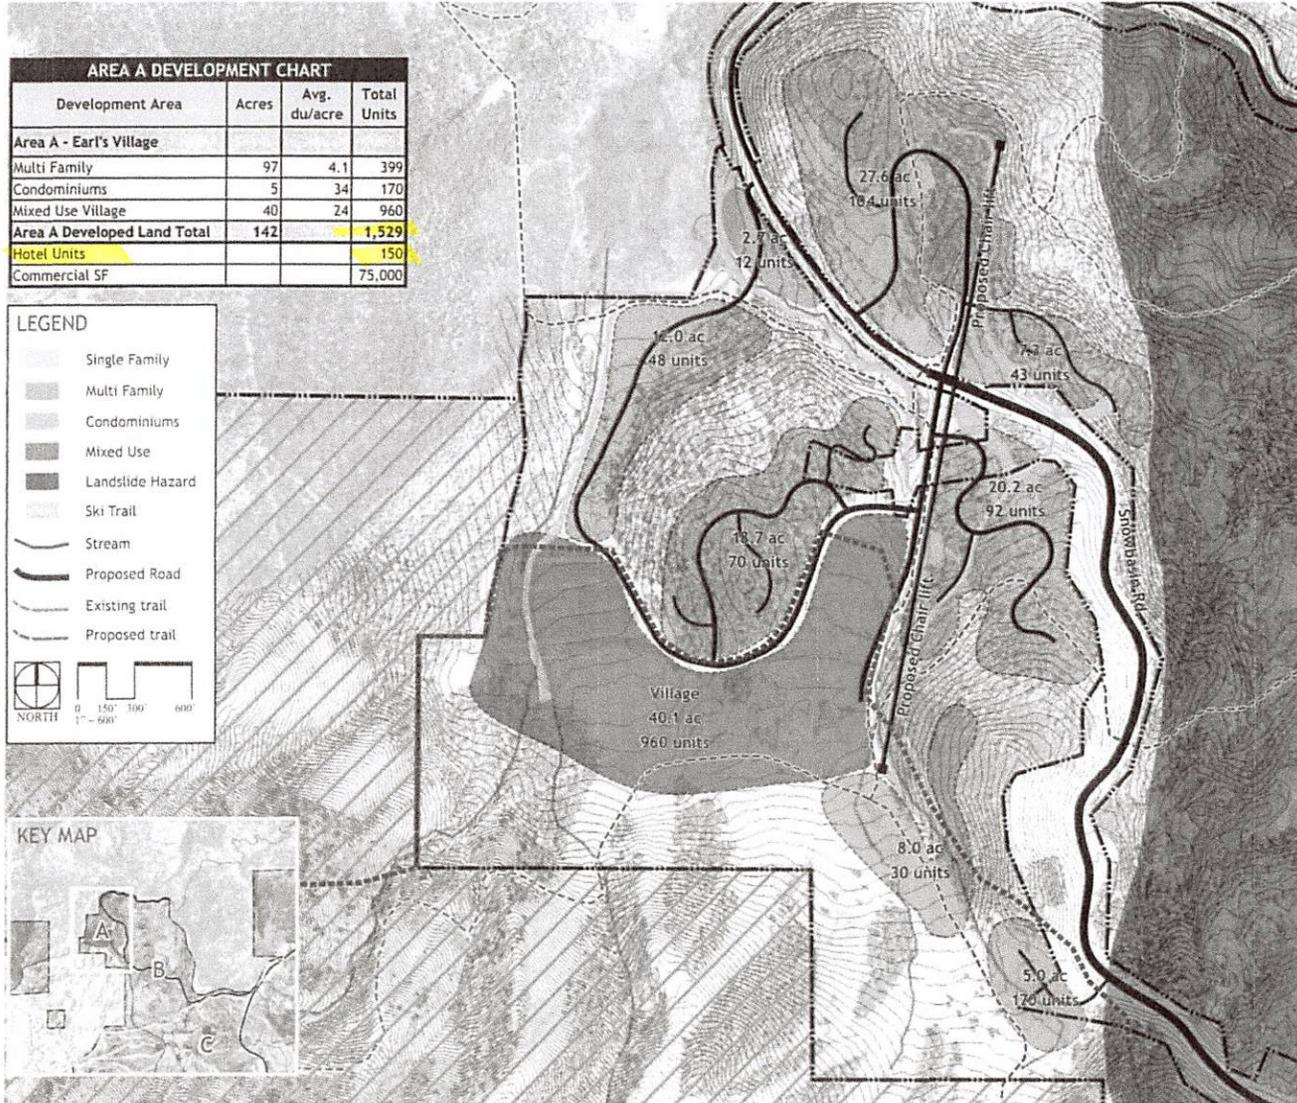 AREA A DEVELOPMENT CHART
Development Area Acres Avg. du/acre Total Units
Area A - Earl's Village
Multi Family 97 4.1 399
Condominiums 5 34 170
Mixed Use Village 40 24 960
Area A Developed Land Total 142 1,529
Hotel Units 150
Commercial SF 75,000
LEGEND
Single Family
Multi Family
Condominiums
Mixed Use
Landslide Hazard
Ski Trail
Stream
Proposed Road
Existing trail
Proposed trail
NORTH
0 150' 300' 600'
1" = 600'
KEY MAP
A
B
C
27.6 ac
104 units
Proposed Chair lift
2.7 ac
12 units
12.0 ac
48 units
7.3 ac
43 units
20.2 ac
92 units
Snowbasin Rd
70 units
Proposed Chair lift
Village
40.1 ac
960 units
8.0 ac
30 units
5.0 ac
170 units